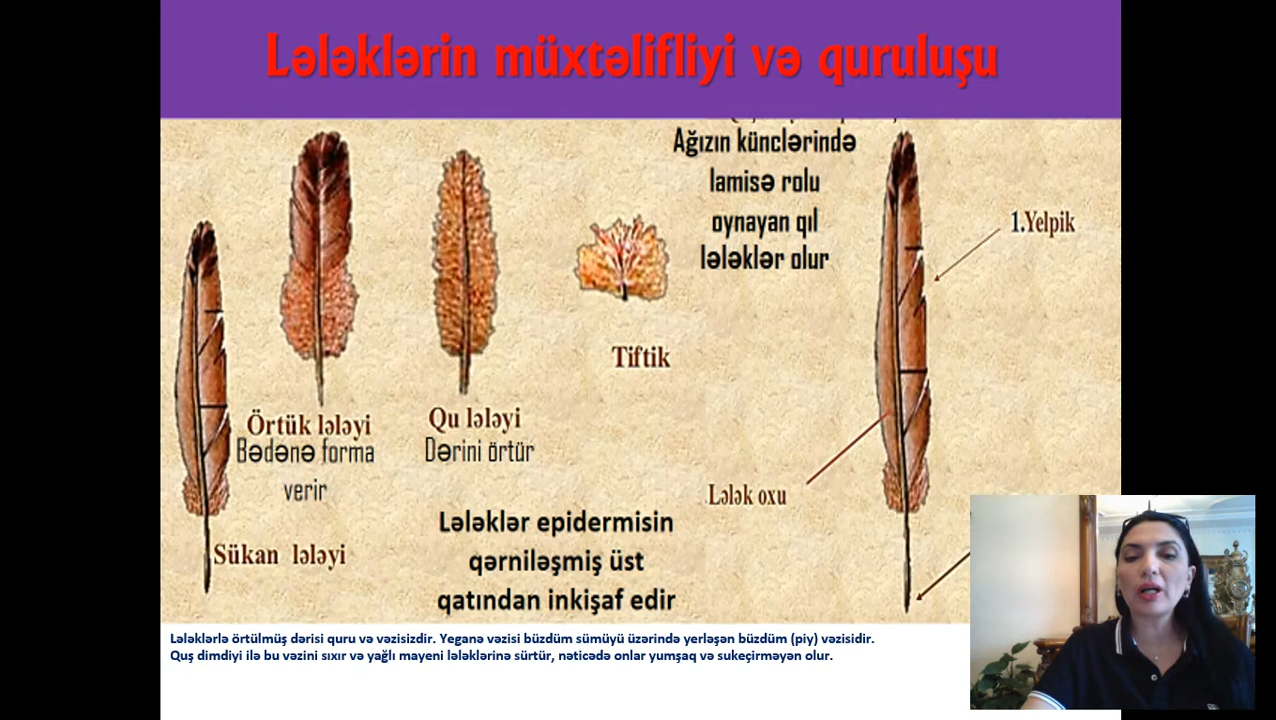 Lələklərin müxtəlifliyi və quruluşu
Ağızın künclərində
lamisə rolu
oynayan qıl
lələklər olur
1.Yelpik
Tiftik
Örtük lələyi
Bədənə forma
verir
Qu lələyi
Dərini örtür
Lələk oxu
Sükan lələyi
Lələklər epidermisin
qərniləşmiş üst
qatından inkişaf edir
Lələklərlə örtülmüş dərisi quru və vəzisizdir. Yeganə vəzisi büzdüm sümüyü üzərində yerləşən büzdüm (piy) vəzisidir.
Quş dimdiyi ilə bu vəzini sıxır və yağlı mayeni lələklərinə sürtür, nəticədə onlar yumşaq və sukeçirməyən olur.